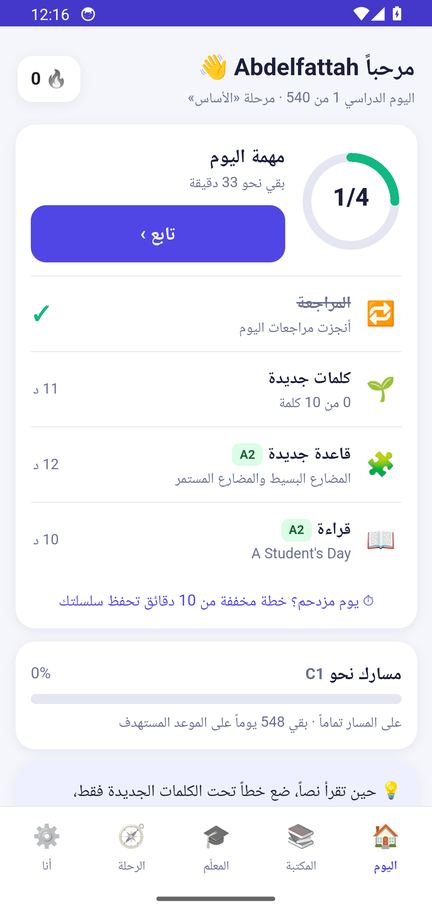 12:16
مرحباً Abdelfattah 👋
🔥 0
اليوم الدراسي 1 من 540 · مرحلة «الأساس»
مهمة اليوم
بقي نحو 33 دقيقة
1/4
تابع ›
المراجعة
✓
أنجزت مراجعات اليوم
كلمات جديدة
11 د
0 من 10 كلمة
قاعدة جديدة A2
12 د
المضارع البسيط والمضارع المستمر
قراءة A2
10 د
A Student's Day
⏱ يوم مزدحم؟ خطة مخففة من 10 دقائق تحفظ سلسلتك
مسارك نحو C1
0%
على المسار تماماً · بقي 548 يوماً على الموعد المستهدف
💡 حين تقرأ نصاً، ضع خطاً تحت الكلمات الجديدة فقط،
اليوم
المكتبة
المعلّم
الرحلة
أنا